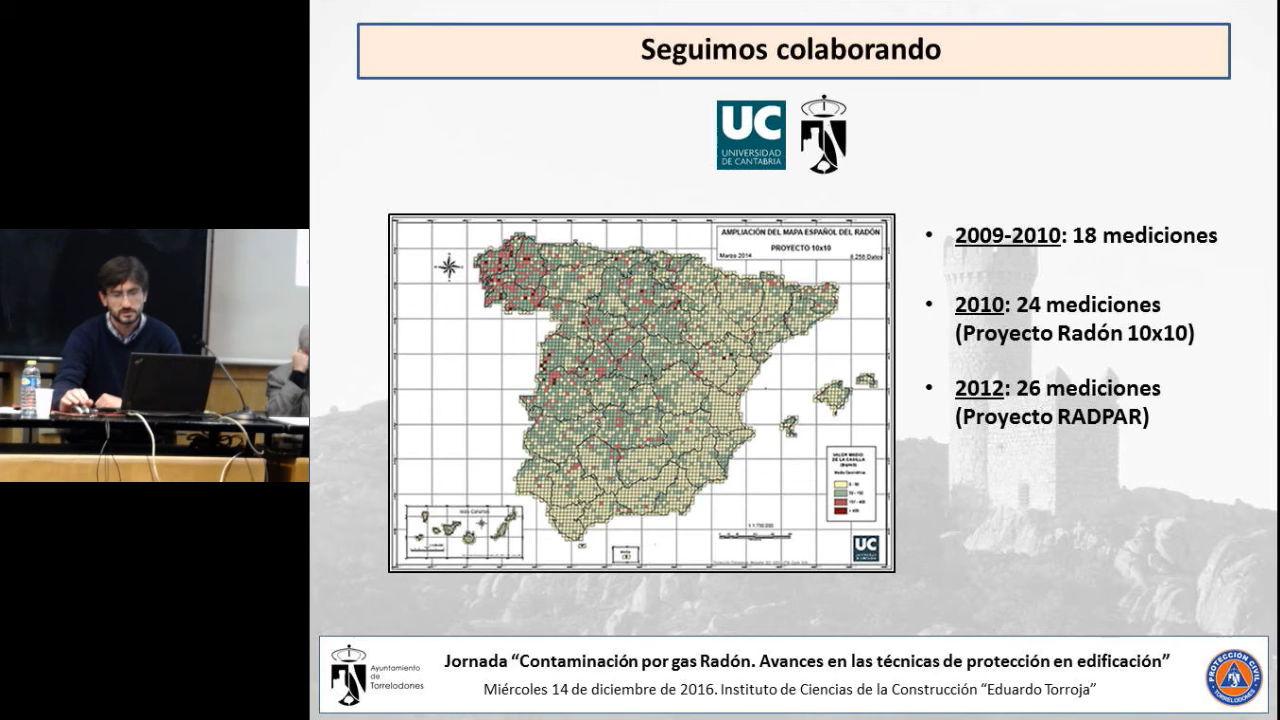 Seguimos colaborando
UC
UNIVERSIDAD
DE CANTABRIA
AMPLIACIÓN DEL MAPA ESPAÑOL DEL RADÓN
PROYECTO 10x10
Marzo 2014
• 2009-2010: 18 mediciones
• 2010: 24 mediciones
(Proyecto Radón 10x10)
• 2012: 26 mediciones
(Proyecto RADPAR)
UC
Ayuntamiento
de
Torrelodones
Jornada “Contaminación por gas Radón. Avances en las técnicas de protección en edificación”
Miércoles 14 de diciembre de 2016. Instituto de Ciencias de la Construcción “Eduardo Torroja”
PROTECCIÓN CIVIL
TORRELODONES